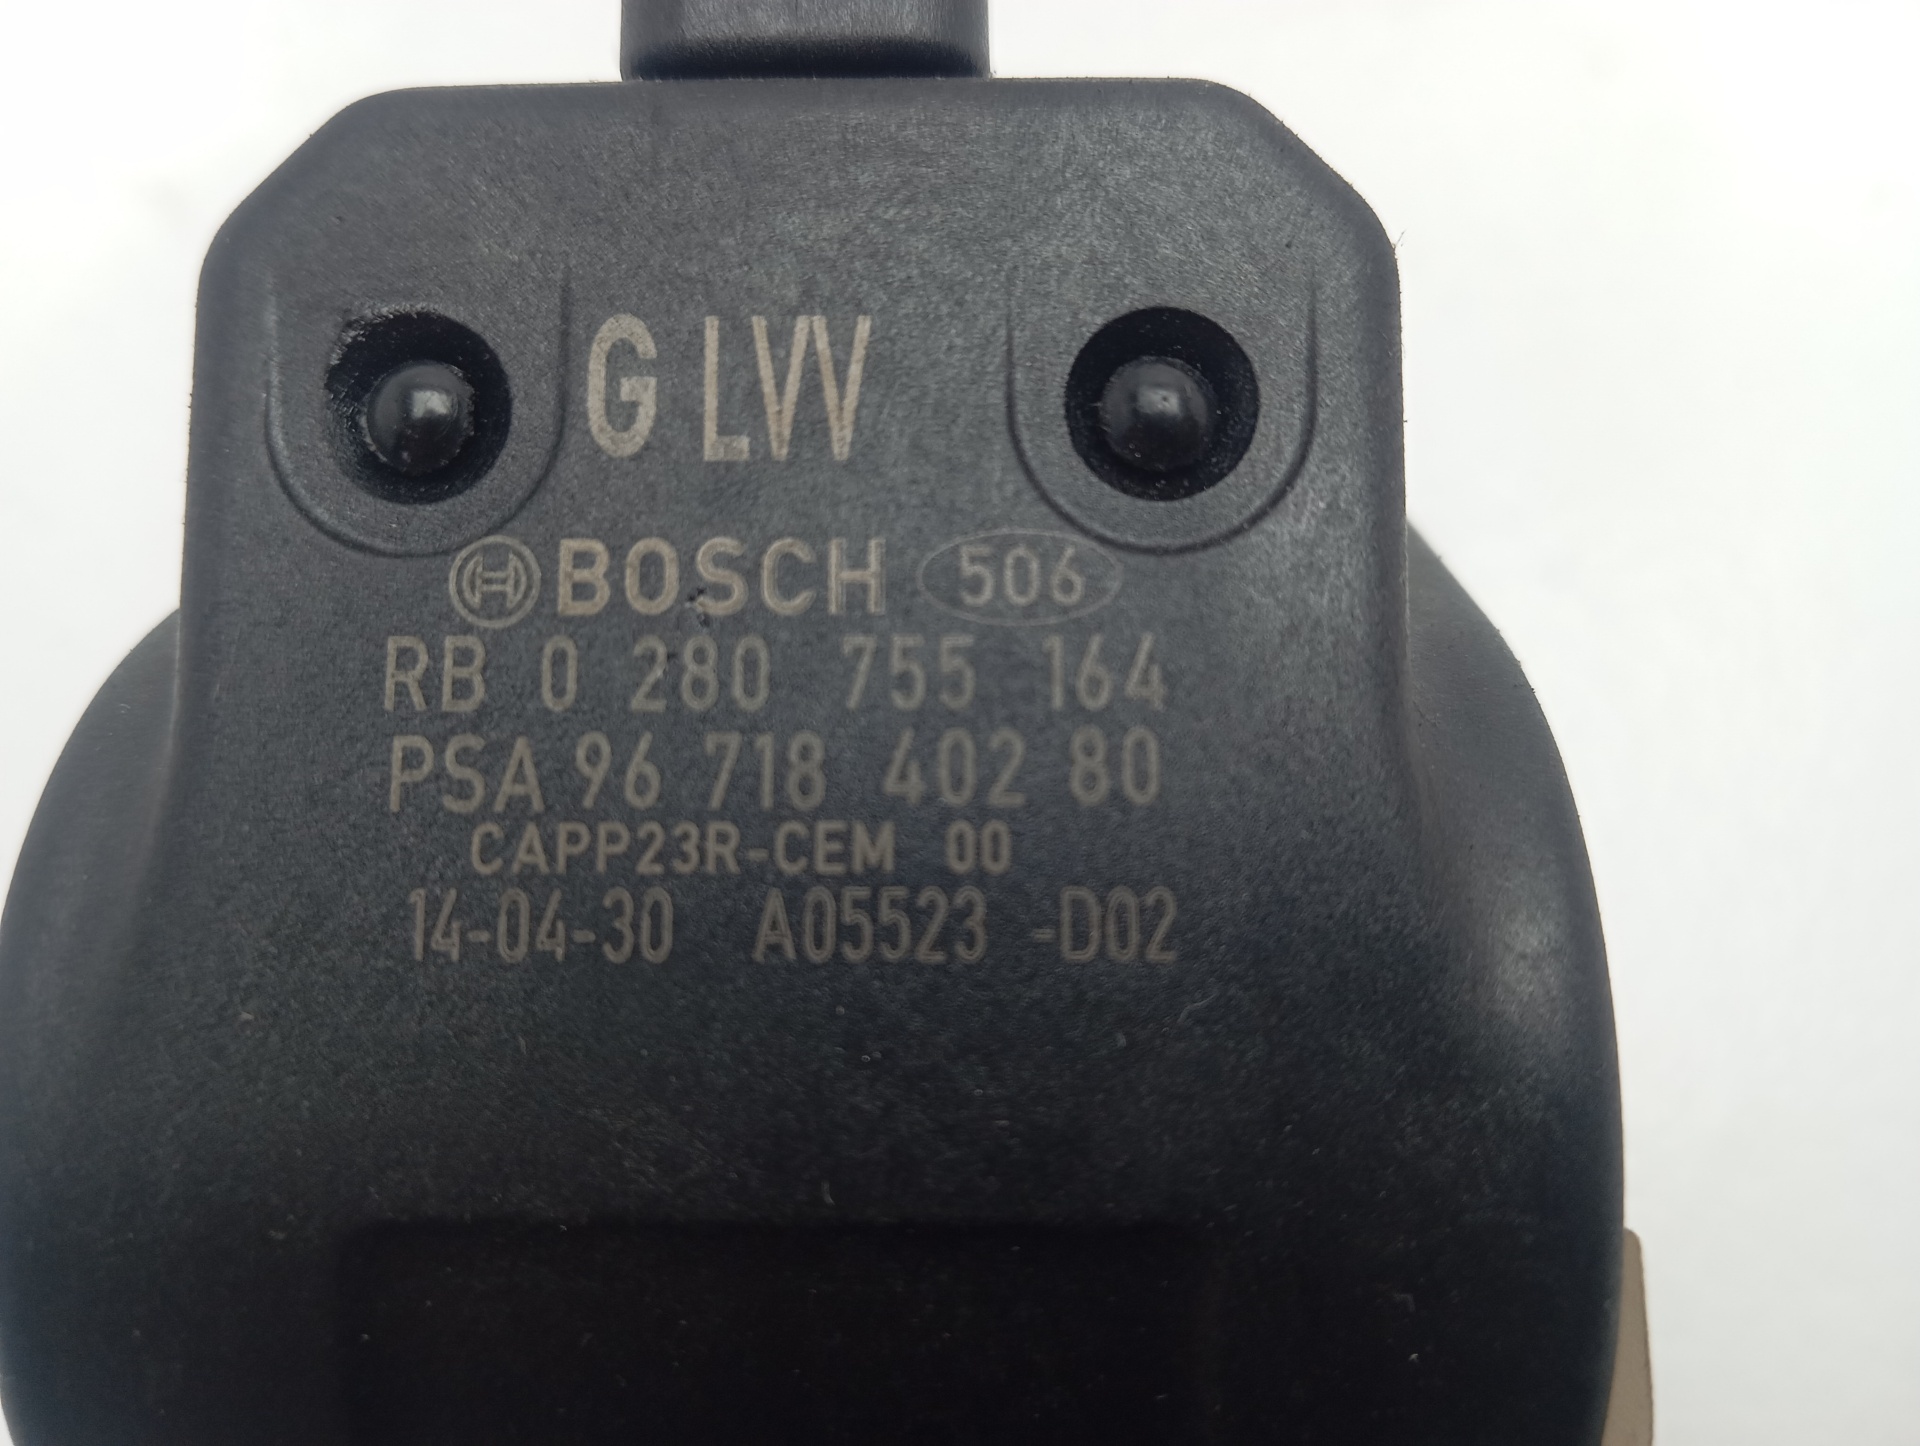 G LVV
BOSCH 506
RB 0 280 755 164
PSA 96 718 402 80
CAPP23R-CEM 00
14-04-30 A05523 -D02